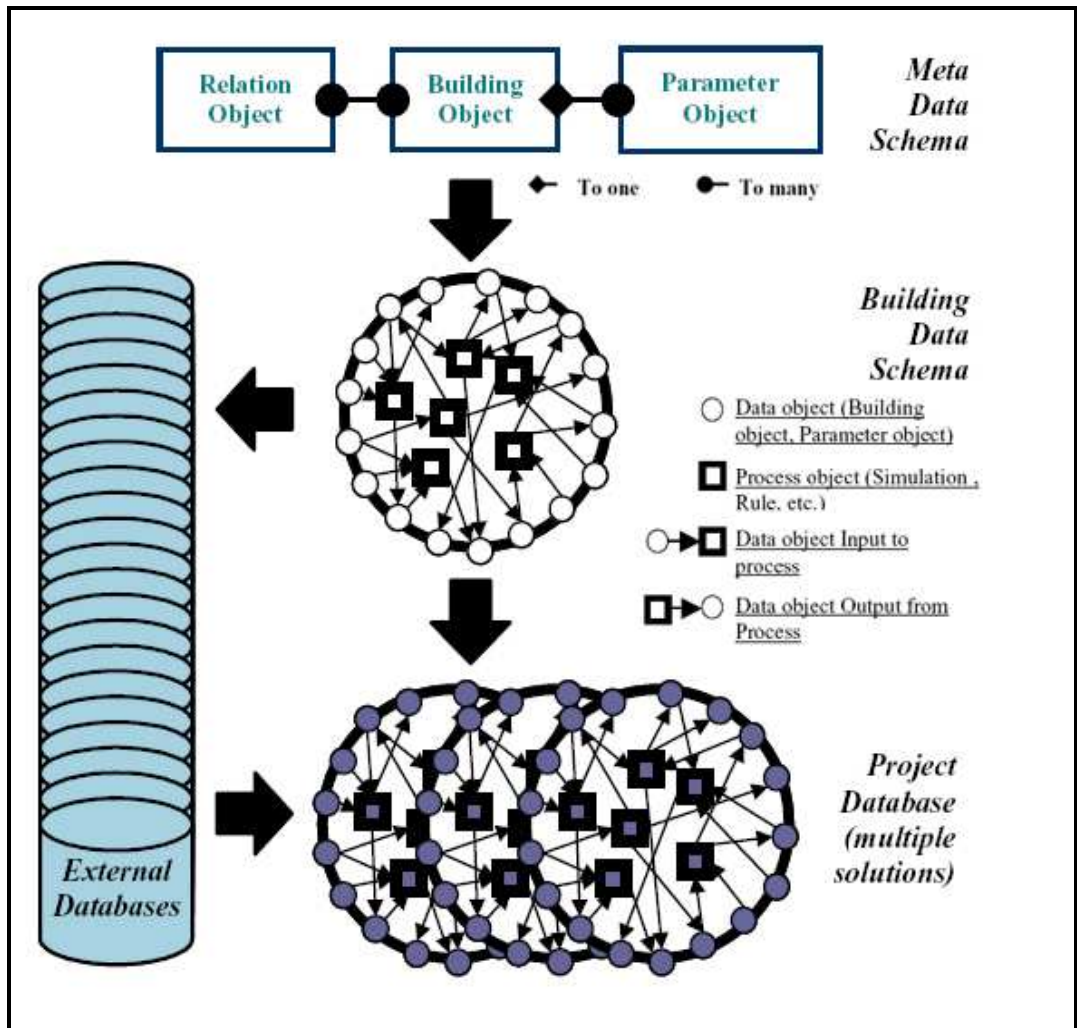 Relation
Object
Building
Object
Parameter
Object
Meta
Data
Schema
To one
To many
Building
Data
Schema
Data object (Building
object, Parameter object)
Process object (Simulation ,
Rule, etc.)
Data object Input to
process
Data object Output from
Process
Project
Database
(multiple
solutions)
External
Databases